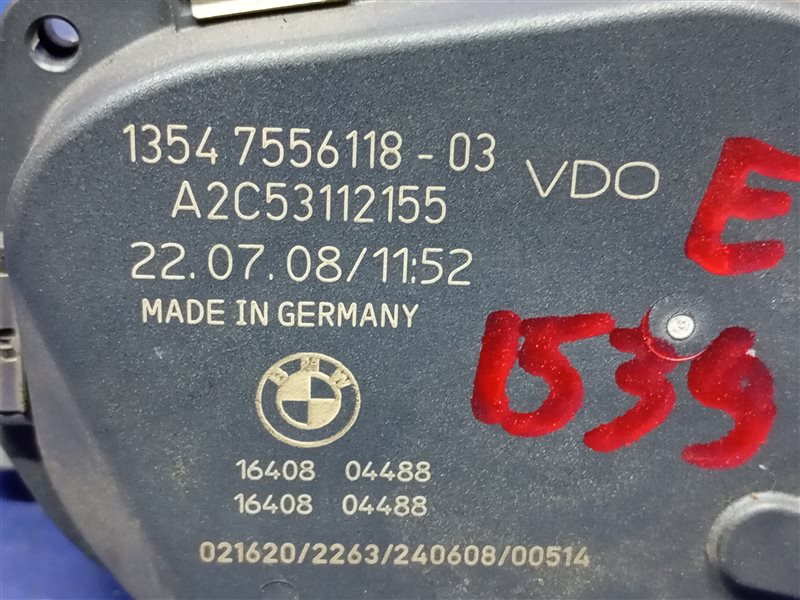 1354 7556118 - 03
VDO
A2C53112155
22.07.08/11:52
MADE IN GERMANY
E
1539
BMW
16408 04488
16408 04488
021620/2263/240608/00514